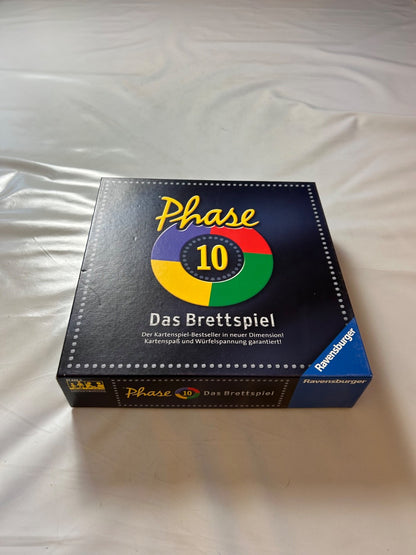 Phase
10
Das Brettspiel
Der Kartenspiel-Bestseller in neuer Dimension!
Kartenspaß und Würfelspannung garantiert!
Ravensburger
Phase 10 Das Brettspiel
Ravensburger